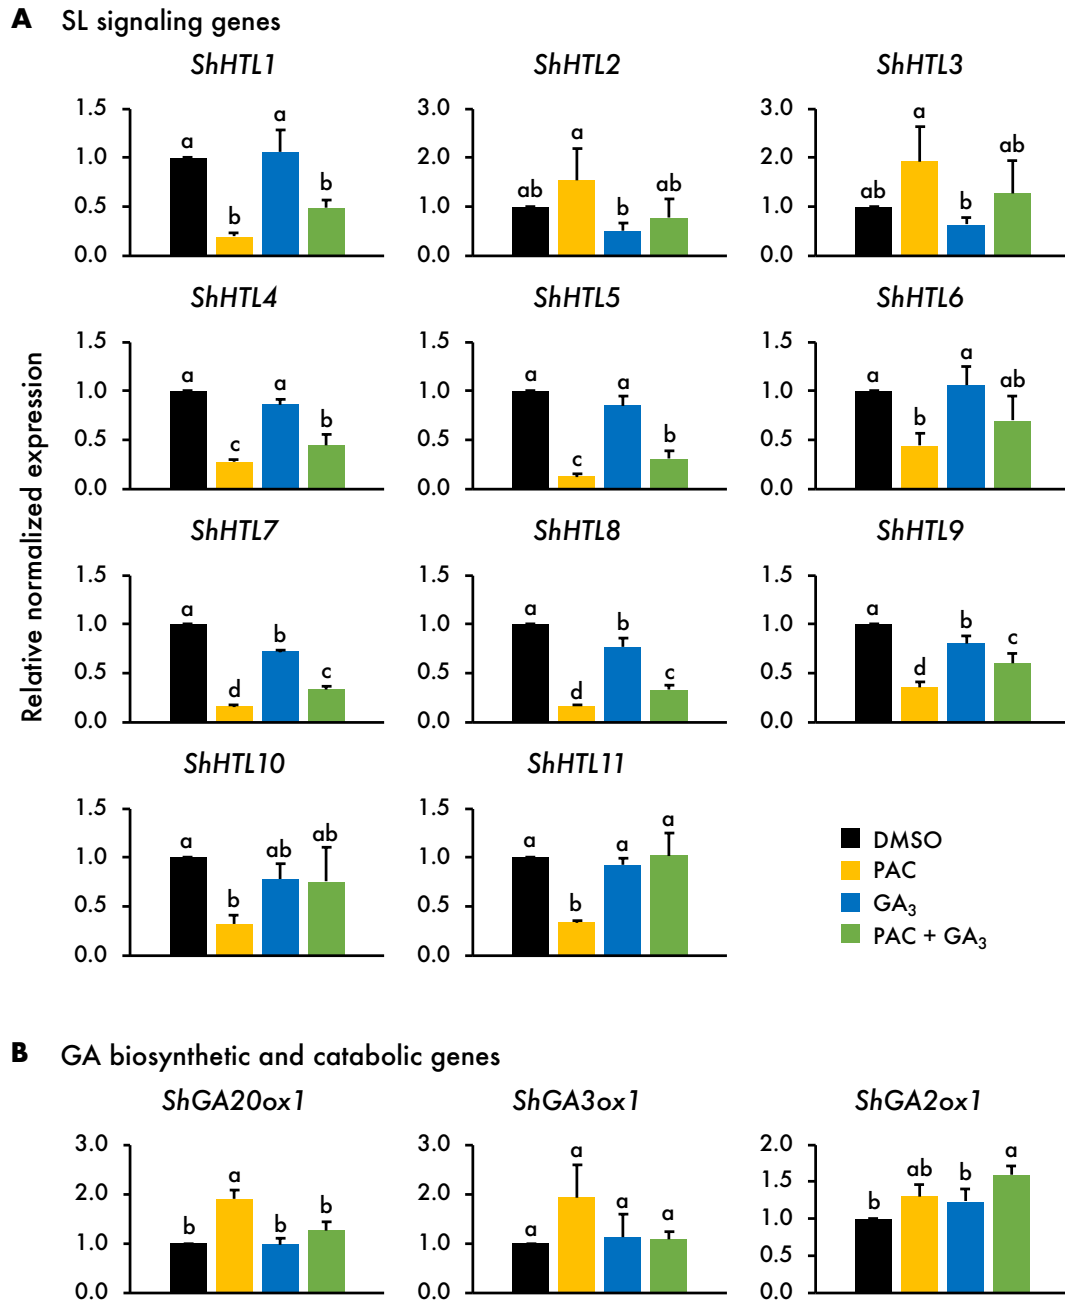 A SL signaling genes
Relative normalized expression
ShHTL1 ShHTL2 ShHTL3
1.5 3.0 3.0
1.0 2.0 2.0
0.5 1.0 1.0
0.0 0.0 0.0
a b a b
ab a b ab
ab a b ab
ShHTL4 ShHTL5 ShHTL6
1.5 1.5 1.5
1.0 1.0 1.0
0.5 0.5 0.5
0.0 0.0 0.0
a c a b
a c a b
a b a ab
ShHTL7 ShHTL8 ShHTL9
1.5 1.5 1.5
1.0 1.0 1.0
0.5 0.5 0.5
0.0 0.0 0.0
a d b c
a d b c
a d b c
ShHTL10 ShHTL11
1.5 1.5
1.0 1.0
0.5 0.5
0.0 0.0
a b ab ab
a b a a
DMSO
PAC
GA₃
PAC + GA₃
B GA biosynthetic and catabolic genes
ShGA20ox1 ShGA3ox1 ShGA2ox1
3.0 3.0 2.0
2.0 2.0 1.5
1.0 1.0 1.0
0.0 0.0 0.5
0.0
b a b b
a a a a
b ab b a